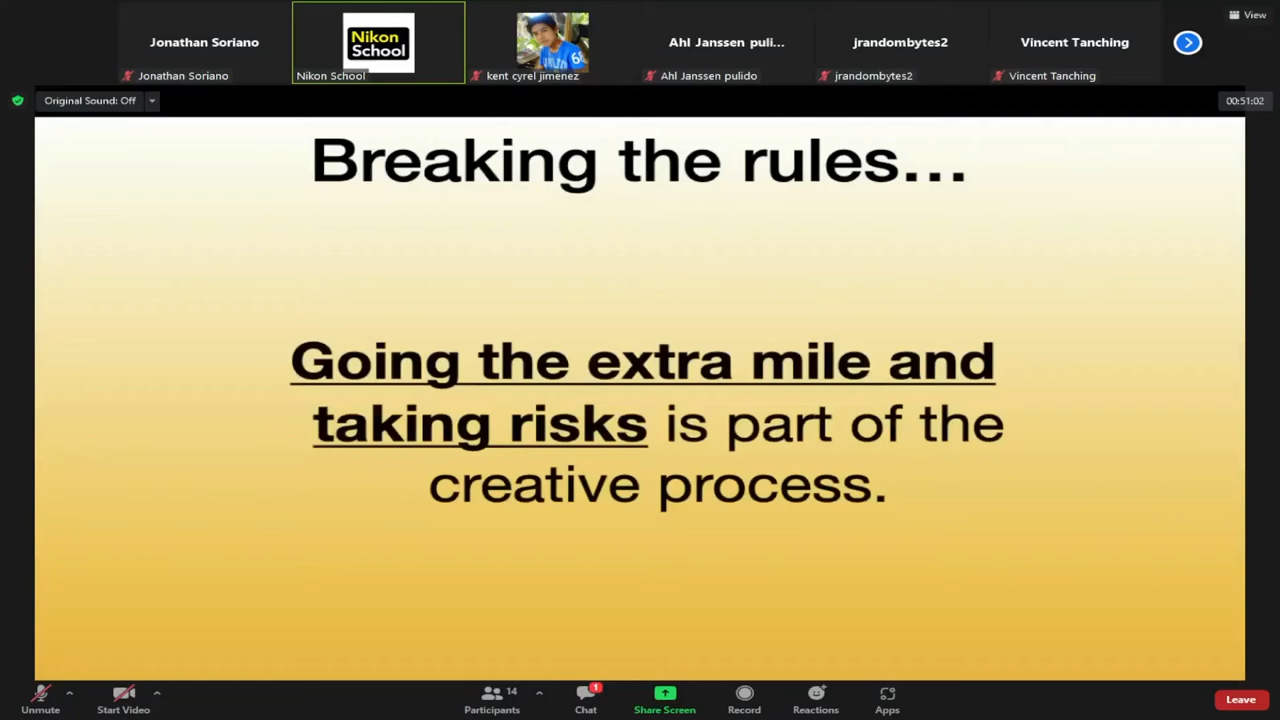 View
Jonathan Soriano
Nikon
School
Ahl Janssen puli...
jrandombytes2
Vincent Tanching
Jonathan Soriano
Nikon School
kent cyrel jimenez
Ahl Janssen pulido
jrandombytes2
Vincent Tanching
Original Sound: Off
00:51:02
Breaking the rules...
Going the extra mile and
taking risks is part of the
creative process.
14
1
Unmute
Start Video
Participants
Chat
Share Screen
Record
Reactions
Apps
Leave